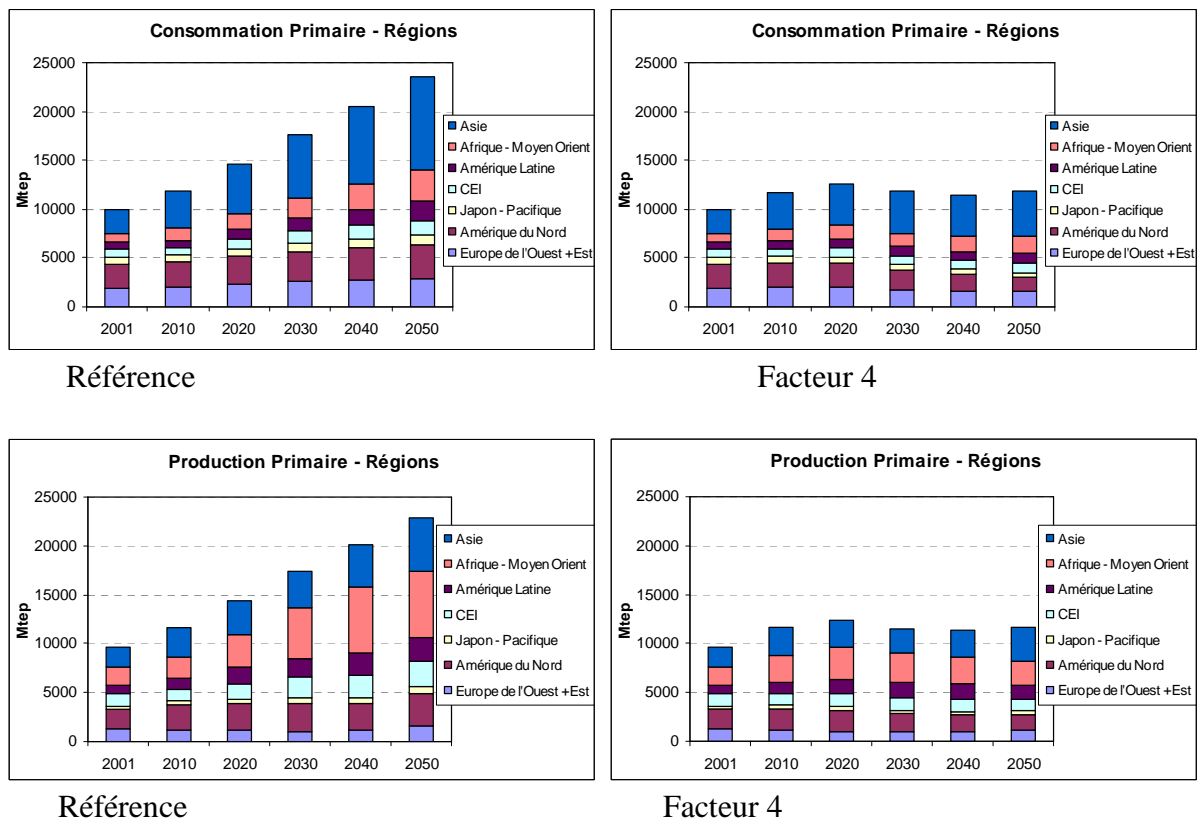 Consommation Primaire - Régions
25000
20000
15000
10000
5000
0
Mtep
2001 2010 2020 2030 2040 2050
Asie
Afrique - Moyen Orient
Amérique Latine
CEI
Japon - Pacifique
Amérique du Nord
Europe de l'Ouest +Est
Consommation Primaire - Régions
25000
20000
15000
10000
5000
0
Mtep
2001 2010 2020 2030 2040 2050
Asie
Afrique - Moyen Orient
Amérique Latine
CEI
Japon - Pacifique
Amérique du Nord
Europe de l'Ouest +Est
Référence
Facteur 4
Production Primaire - Régions
25000
20000
15000
10000
5000
0
Mtep
2001 2010 2020 2030 2040 2050
Asie
Afrique - Moyen Orient
Amérique Latine
CEI
Japon - Pacifique
Amérique du Nord
Europe de l'Ouest +Est
Production Primaire - Régions
25000
20000
15000
10000
5000
0
Mtep
2001 2010 2020 2030 2040 2050
Asie
Afrique - Moyen Orient
Amérique Latine
CEI
Japon - Pacifique
Amérique du Nord
Europe de l'Ouest +Est
Référence
Facteur 4